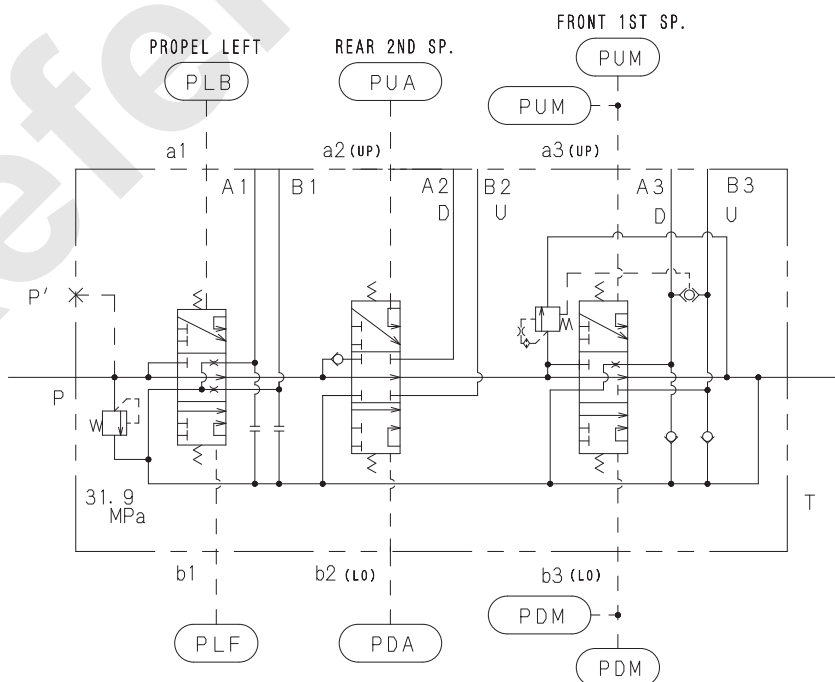 FRONT 1ST SP.
PROPEL LEFT
REAR 2ND SP.
PUM
PLB
PUA
PUM
a1
a2 (UP)
a3 (UP)
A1
B1
A2
B2
A3
B3
D
U
D
U
P'
P
31.9
MPa
T
b1
b2 (LO)
b3 (LO)
PDM
PLF
PDA
PDM